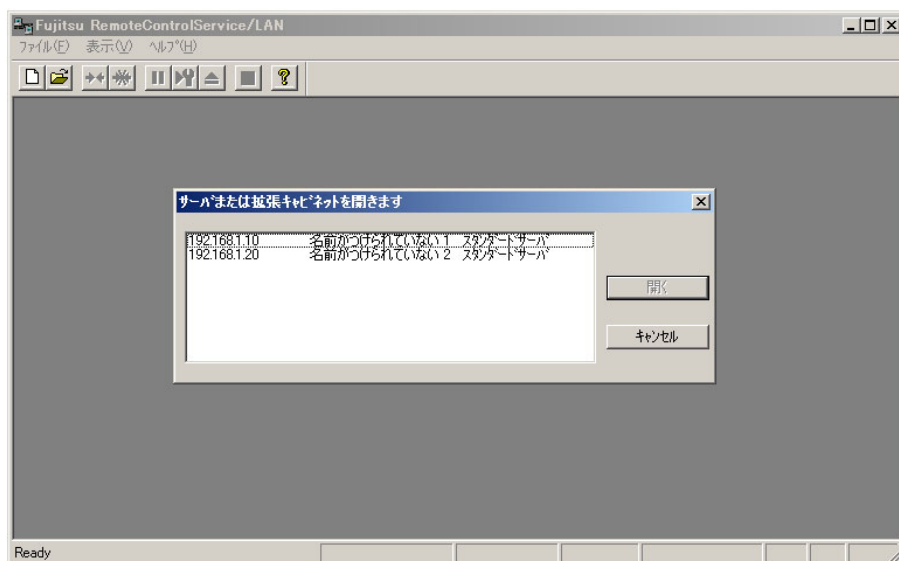 Fujitsu RemoteControlService/LAN
ファイル(F) 表示(V) ヘルプ(H)
サーバまたは拡張キャビネットを開きます
192.168.1.10 名前がつけられていない 1 スタンダードサーバ
192.168.1.20 名前がつけられていない 2 スタンダードサーバ
開く
キャンセル
Ready